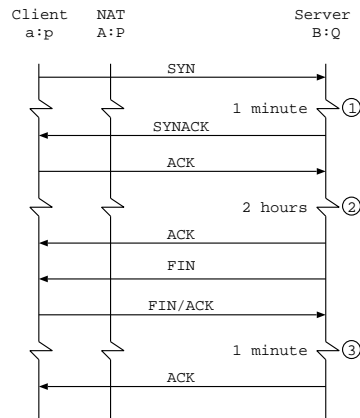 Client NAT Server
a:p A:P B:Q
SYN
1 minute 1
SYNACK
ACK
2 hours 2
ACK
FIN
FIN/ACK
1 minute 3
ACK